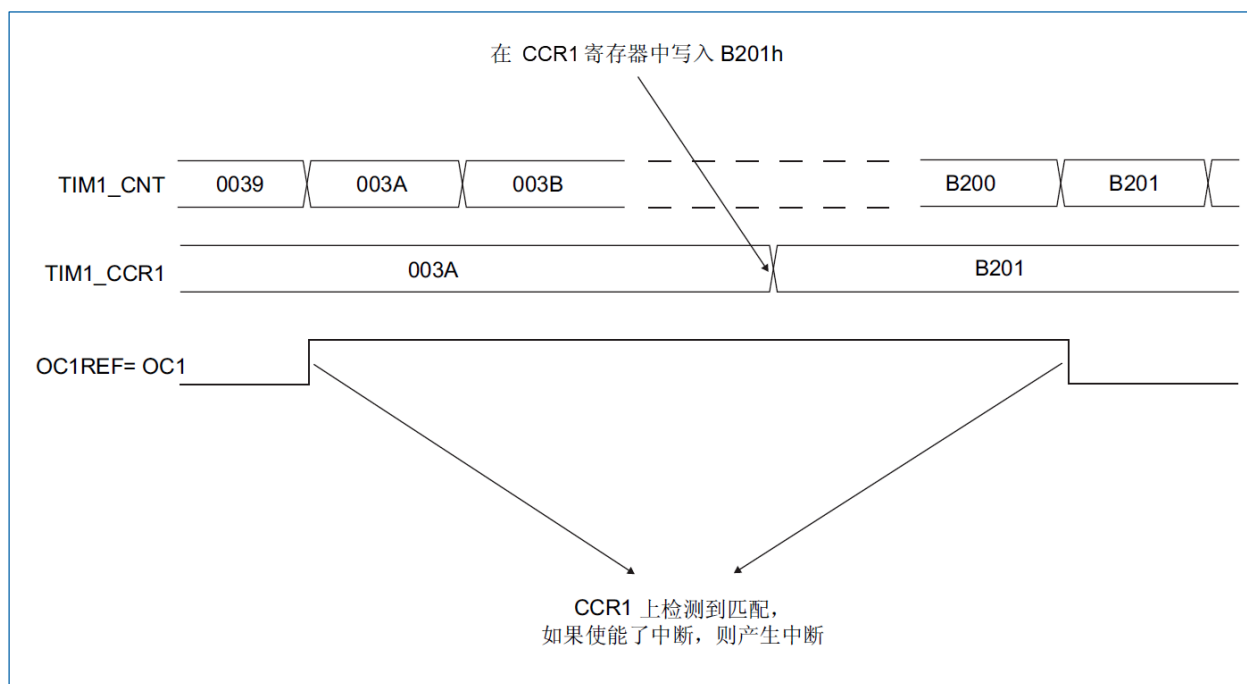 在 CCR1 寄存器中写入 B201h
TIM1_CNT 0039 003A 003B B200 B201
TIM1_CCR1 003A B201
OC1REF= OC1
CCR1 上检测到匹配，
如果使能了中断，则产生中断